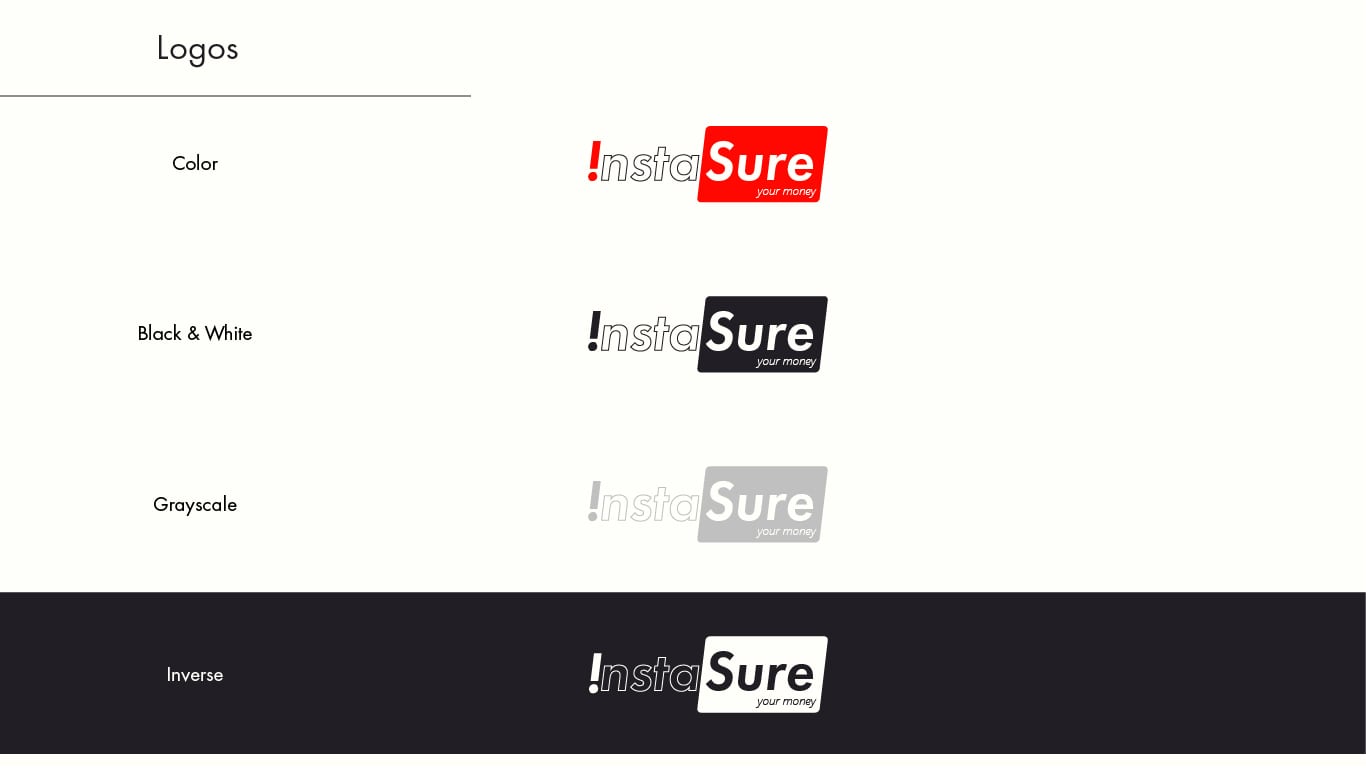 Logos
Color
!nstaSure
your money
Black & White
!nstaSure
your money
Grayscale
!nstaSure
your money
Inverse
!nstaSure
your money